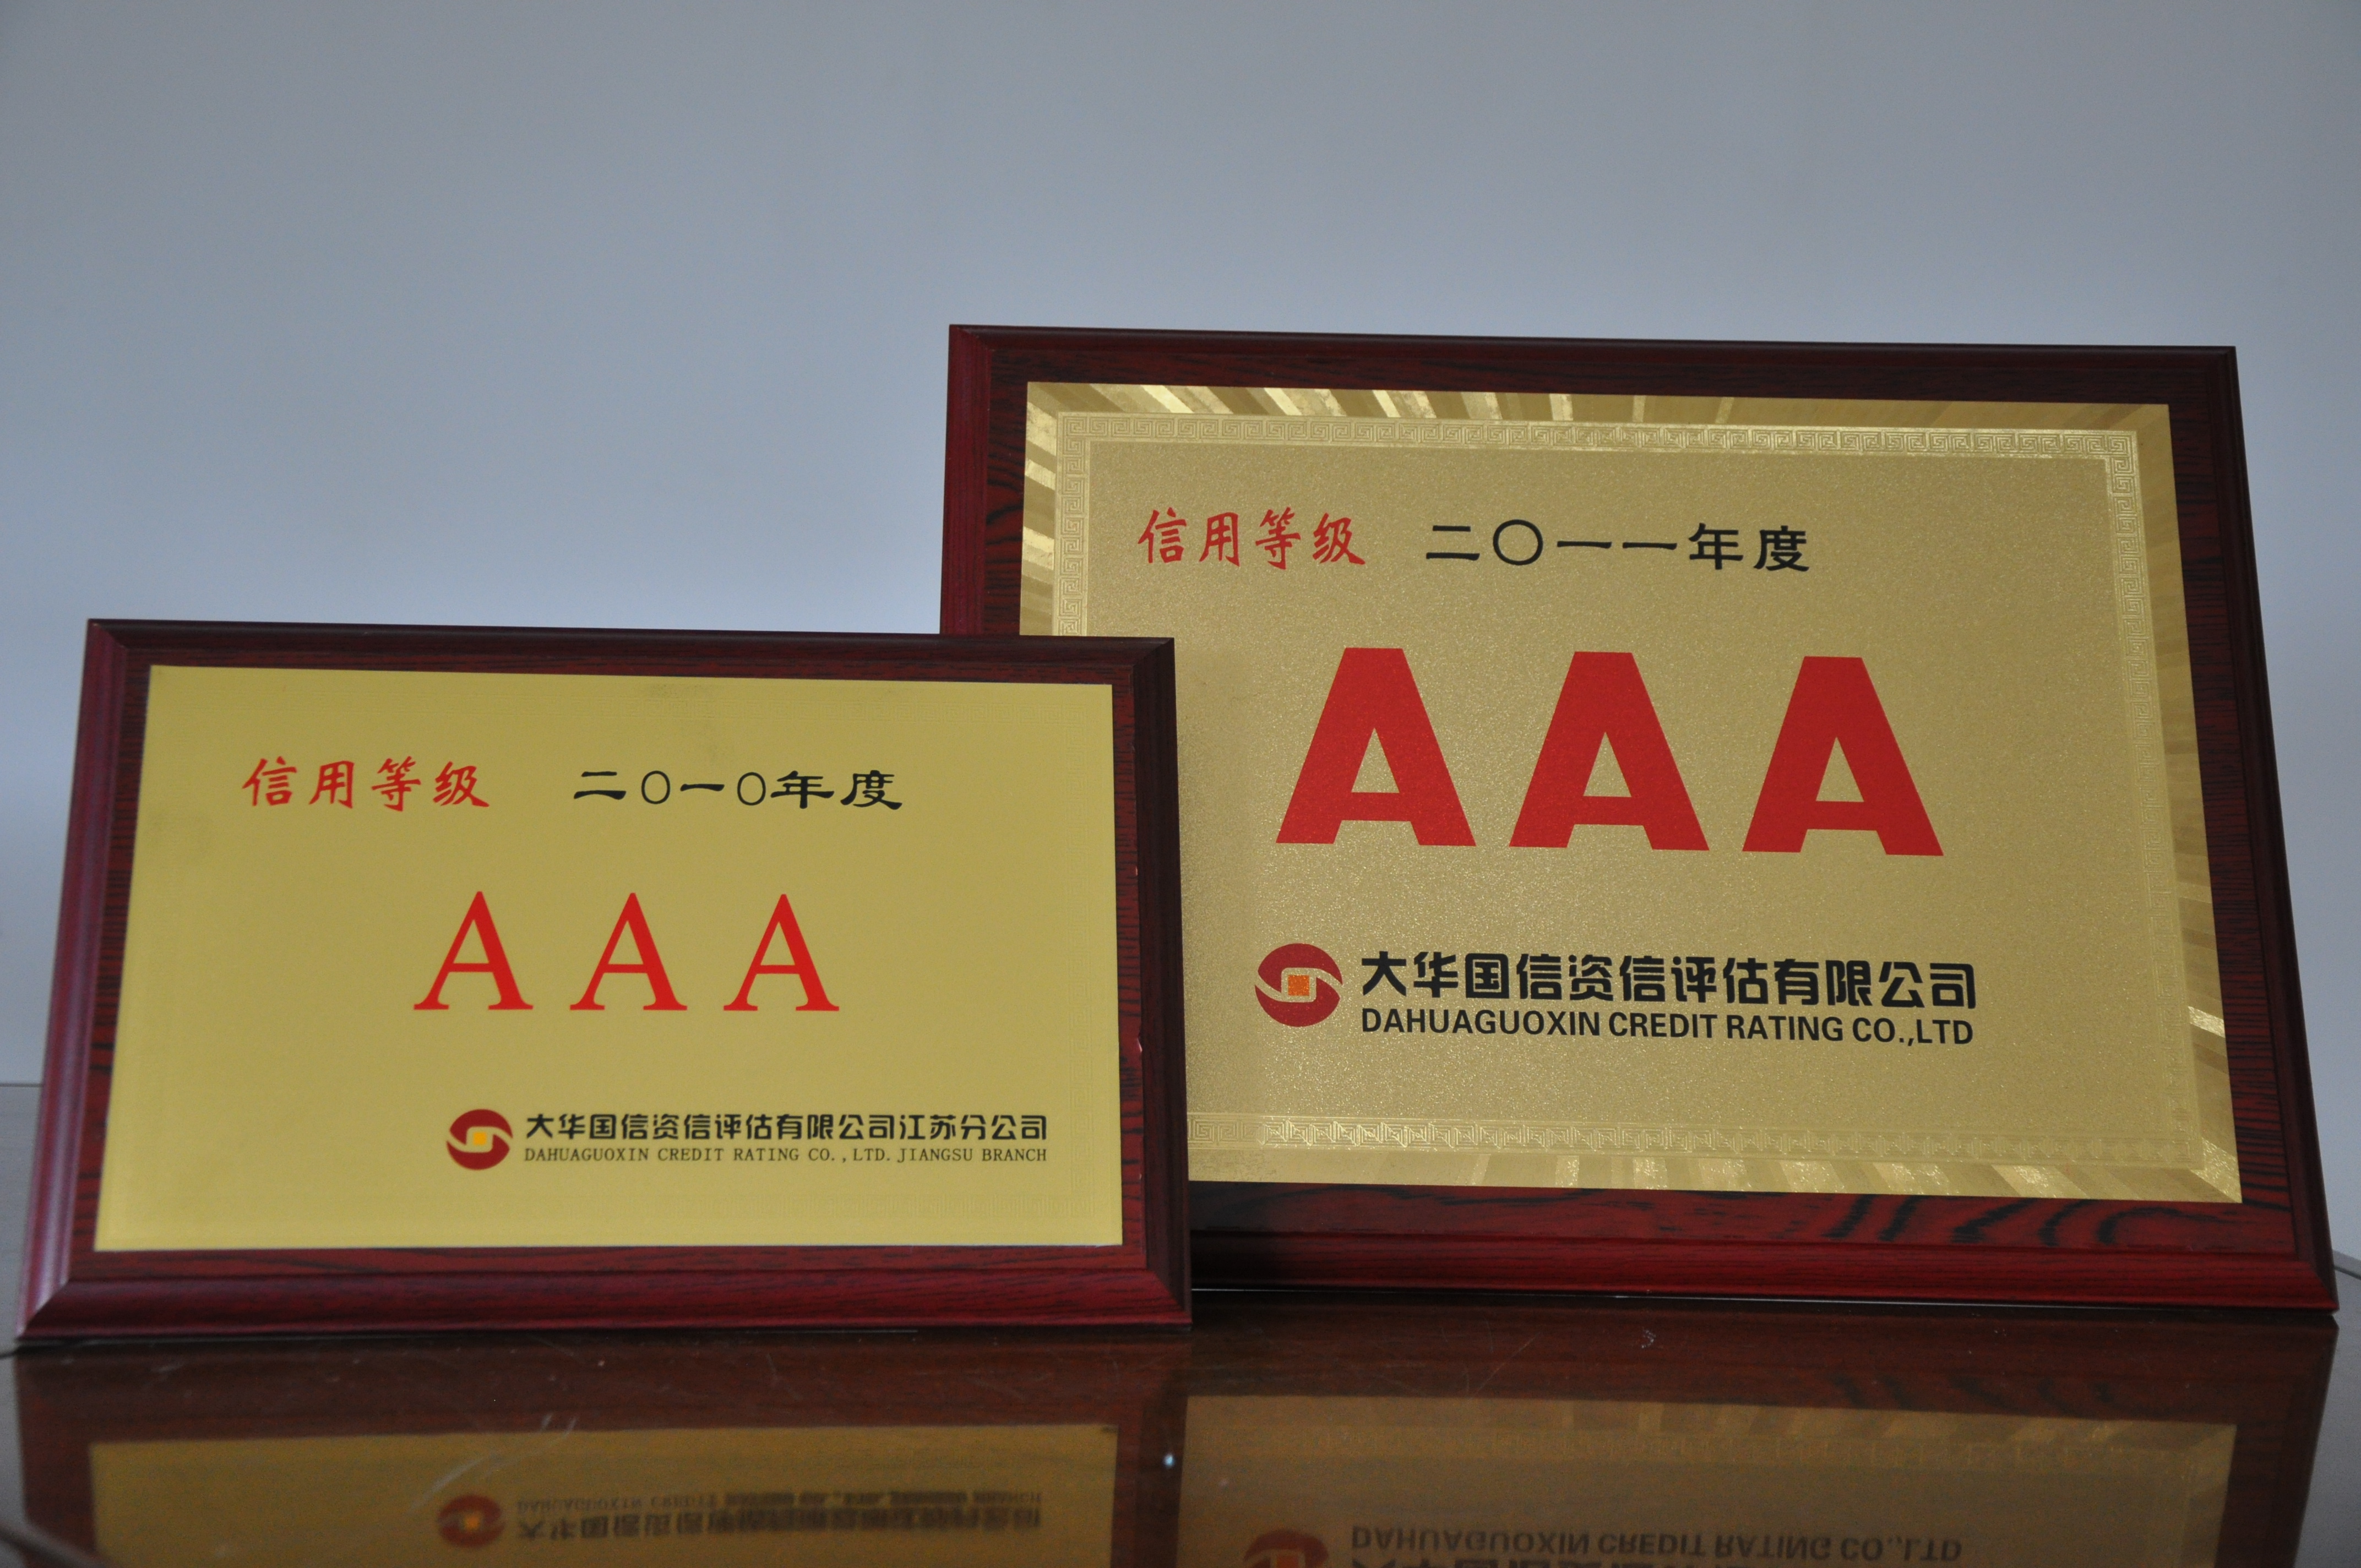 信用等级 二〇一〇年度
AAA
大华国信资信评估有限公司江苏分公司
DAHUAGUOXIN CREDIT RATING CO.,LTD.JIANGSU BRANCH
信用等级 二〇一一年度
AAA
大华国信资信评估有限公司
DAHUAGUOXIN CREDIT RATING CO.,LTD